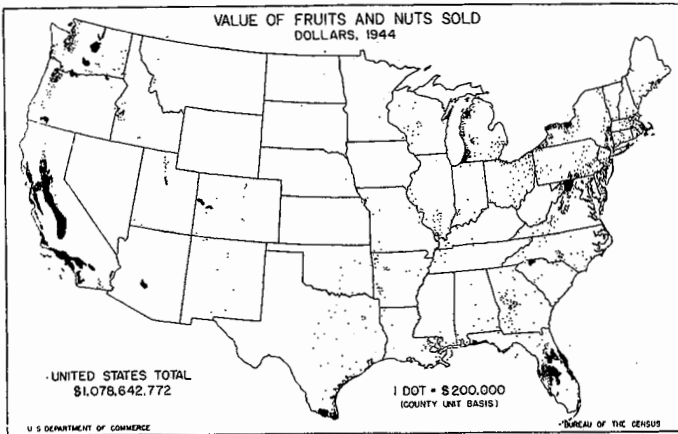 VALUE OF FRUITS AND NUTS SOLD
DOLLARS, 1944
UNITED STATES TOTAL
$1,078,642,772
1 DOT = $200,000
(COUNTY UNIT BASIS)
U S DEPARTMENT OF COMMERCE
BUREAU OF THE CENSUS